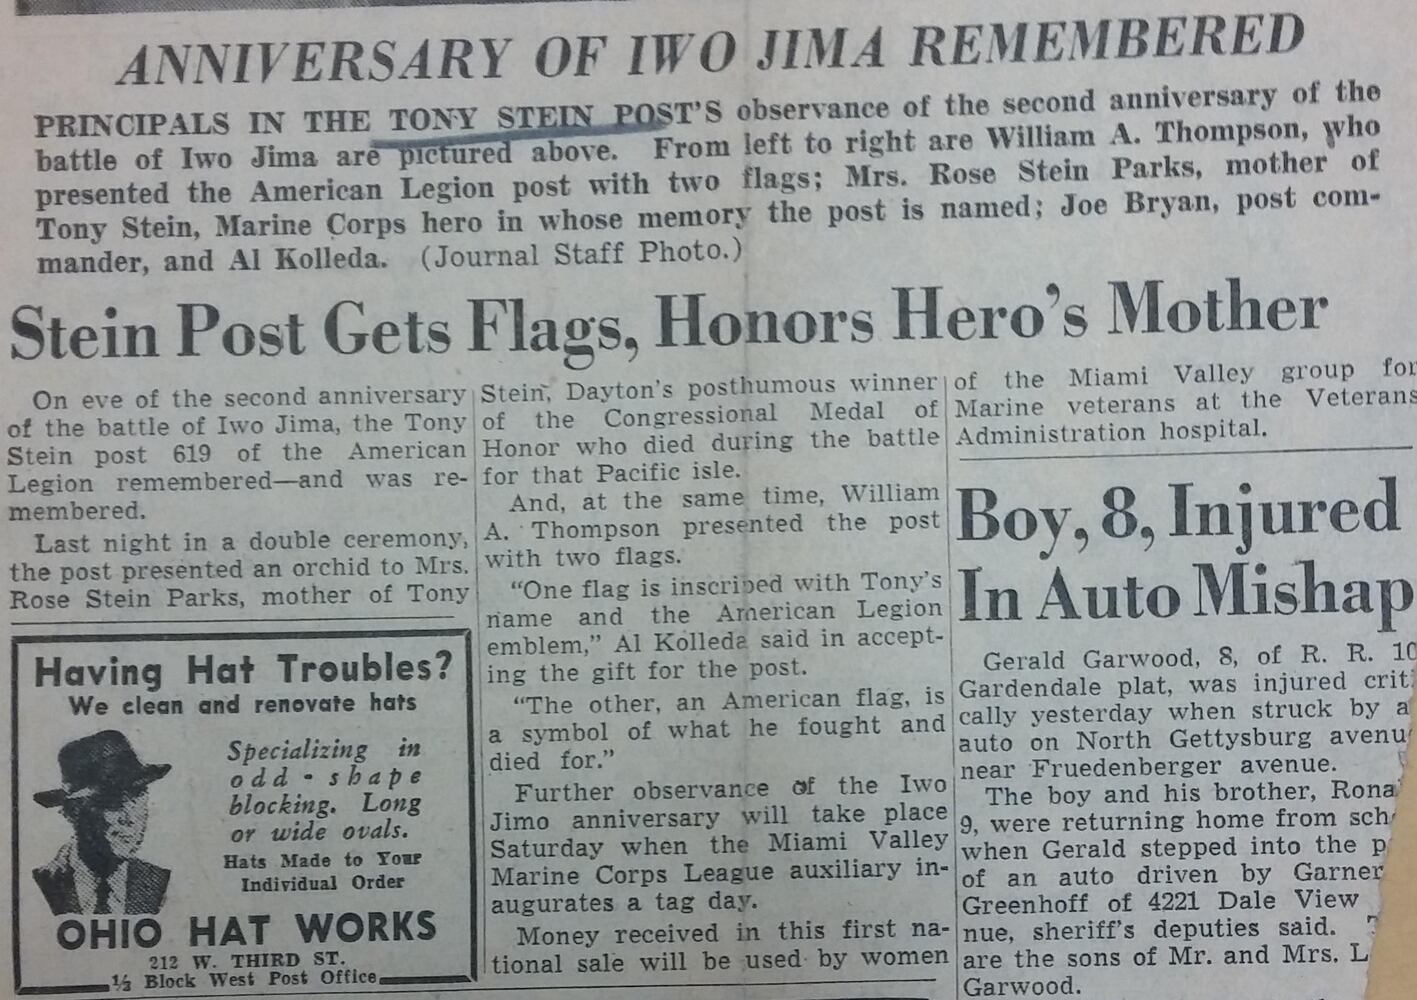 ANNIVERSARY OF IWO JIMA REMEMBERED
PRINCIPALS IN THE TONY STEIN POST'S observance of the second anniversary of the
battle of Iwo Jima are pictured above. From left to right are William A. Thompson, who
presented the American Legion post with two flags; Mrs. Rose Stein Parks, mother of
Tony Stein, Marine Corps hero in whose memory the post is named; Joe Bryan, post com-
mander, and Al Kolleda. (Journal Staff Photo.)
Stein Post Gets Flags, Honors Hero's Mother
On eve of the second anniversary
of the battle of Iwo Jima, the Tony
Stein post 619 of the American
Legion remembered—and was re-
membered.
Last night in a double ceremony,
the post presented an orchid to Mrs.
Rose Stein Parks, mother of Tony
Stein, Dayton's posthumous winner
of the Congressional Medal of
Honor who died during the battle
for that Pacific isle.
And, at the same time, William
A. Thompson presented the post
with two flags.
"One flag is inscribed with Tony's
name and the American Legion
emblem," Al Kolleda said in accept-
ing the gift for the post.
"The other, an American flag, is
a symbol of what he fought and
died for."
Further observance of the Iwo
Jimo anniversary will take place
Saturday when the Miami Valley
Marine Corps League auxiliary in-
augurates a tag day.
Money received in this first na-
tional sale will be used by women
of the Miami Valley group for
Marine veterans at the Veterans
Administration hospital.
Boy, 8, Injured
In Auto Mishap
Gerald Garwood, 8, of R. R. 10
Gardendale plat, was injured criti
cally yesterday when struck by a
auto on North Gettysburg avenu
near Fruedenberger avenue.
The boy and his brother, Rona
9, were returning home from sch
when Gerald stepped into the p
of an auto driven by Garner
Greenhoff of 4221 Dale View
nue, sheriff's deputies said. T
are the sons of Mr. and Mrs. L
Garwood.
Having Hat Troubles?
We clean and renovate hats
Specializing in
odd - shape
blocking. Long
or wide ovals.
Hats Made to Your
Individual Order
OHIO HAT WORKS
212 W. THIRD ST.
½ Block West Post Office